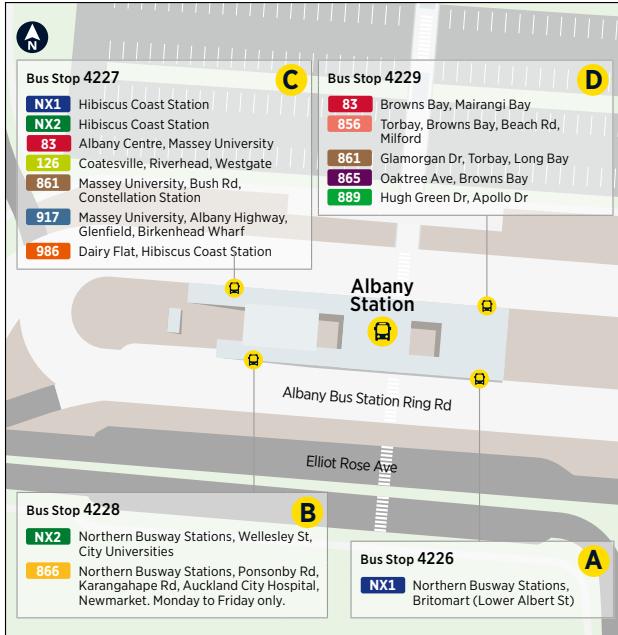 N
Bus Stop 4227
C
NX1 Hibiscus Coast Station
NX2 Hibiscus Coast Station
83 Albany Centre, Massey University
126 Coatesville, Riverhead, Westgate
861 Massey University, Bush Rd,
Constellation Station
917 Massey University, Albany Highway,
Glenfield, Birkenhead Wharf
986 Dairy Flat, Hibiscus Coast Station
Bus Stop 4229
D
83 Browns Bay, Mairangi Bay
856 Torbay, Browns Bay, Beach Rd,
Milford
861 Glamorgan Dr, Torbay, Long Bay
865 Oaktree Ave, Browns Bay
889 Hugh Green Dr, Apollo Dr
Albany
Station
Albany Bus Station Ring Rd
Elliot Rose Ave
Bus Stop 4228
B
NX2 Northern Busway Stations, Wellesley St,
City Universities
866 Northern Busway Stations, Ponsonby Rd,
Karangahape Rd, Auckland City Hospital,
Newmarket. Monday to Friday only.
Bus Stop 4226
A
NX1 Northern Busway Stations,
Britomart (Lower Albert St)